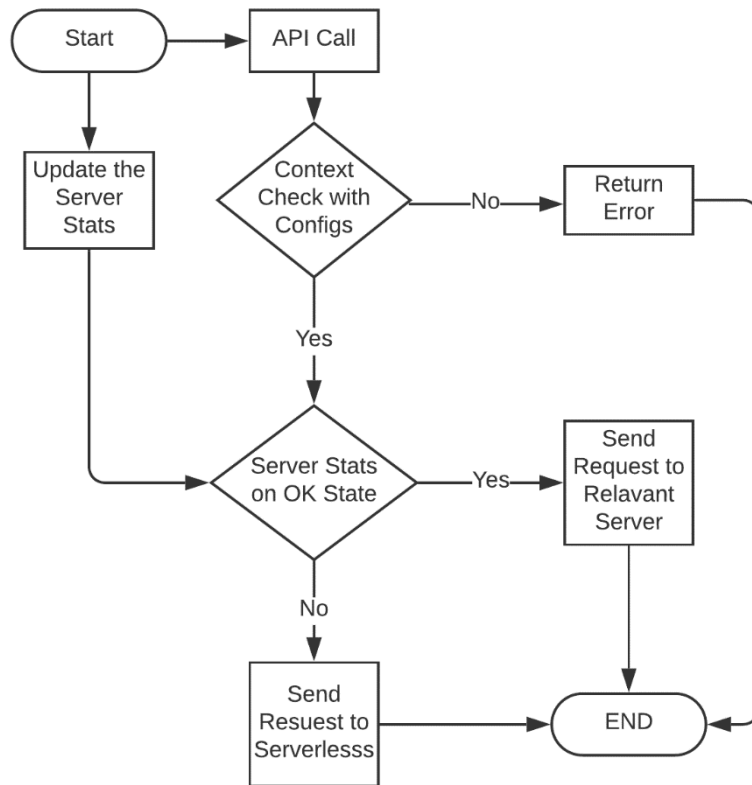 Start
API Call
Update the
Server
Stats
Context
Check with
Configs
No
Return
Error
Yes
Server Stats
on OK State
Yes
Send
Request to
Relavant
Server
No
Send
Resuest to
Serverlesss
END